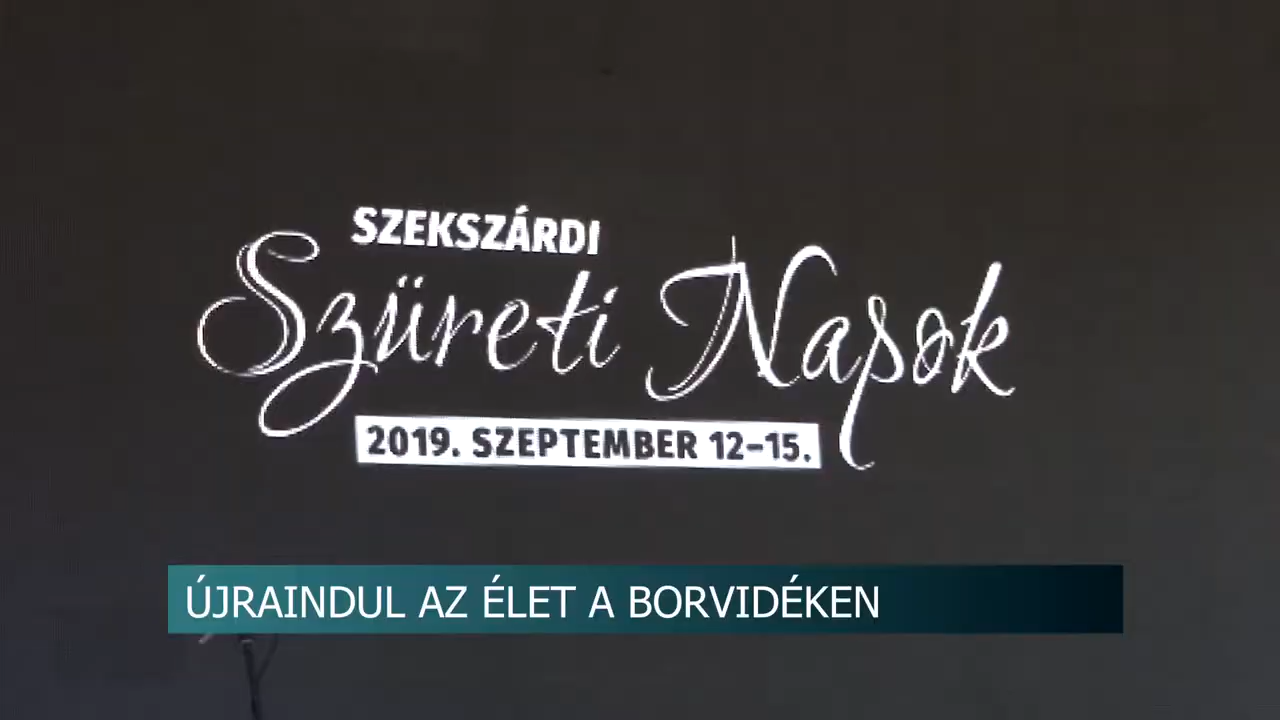 SZEKSZÁRDI
Szüreti Napok
2019. SZEPTEMBER 12-15.
ÚJRAINDUL AZ ÉLET A BORVIDÉKEN